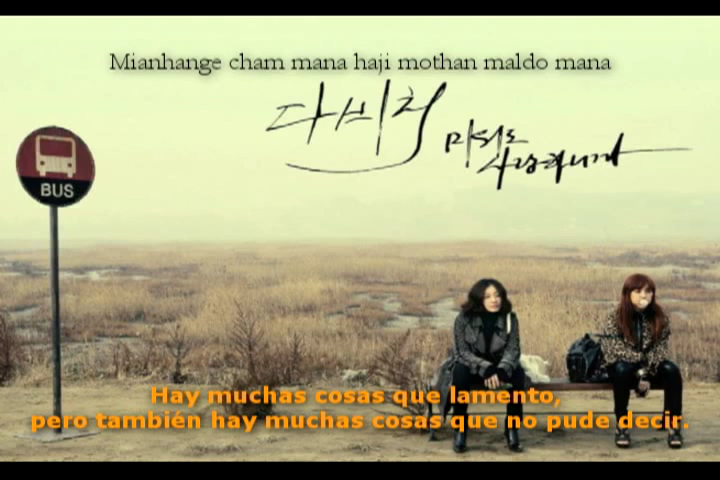 Mianhange cham mana haji mothan maldo mana
다비치
미워도
사랑하니까
BUS
Hay muchas cosas que lamento,
pero también hay muchas cosas que no pude decir.